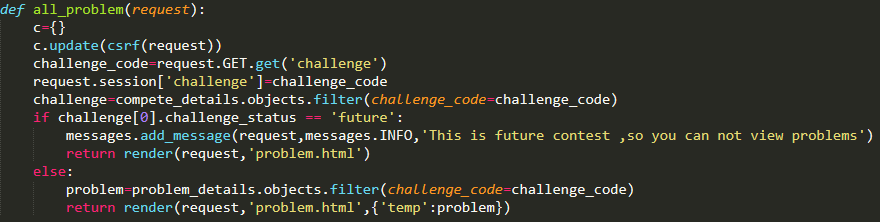 def all_problem(request):
    c={}
    c.update(csrf(request))
    challenge_code=request.GET.get('challenge')
    request.session['challenge']=challenge_code
    challenge=compete_details.objects.filter(challenge_code=challenge_code)
    if challenge[0].challenge_status == 'future':
        messages.add_message(request,messages.INFO,'This is future contest ,so you can not view problems')
        return render(request,'problem.html')
    else:
        problem=problem_details.objects.filter(challenge_code=challenge_code)
        return render(request,'problem.html',{'temp':problem})